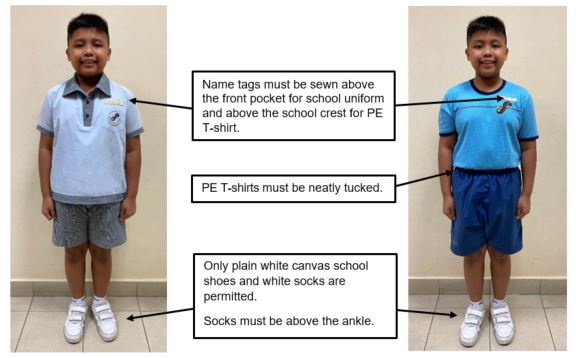 Name tags must be sewn above
the front pocket for school uniform
and above the school crest for PE
T-shirt.
PE T-shirts must be neatly tucked.
Only plain white canvas school
shoes and white socks are
permitted.
Socks must be above the ankle.